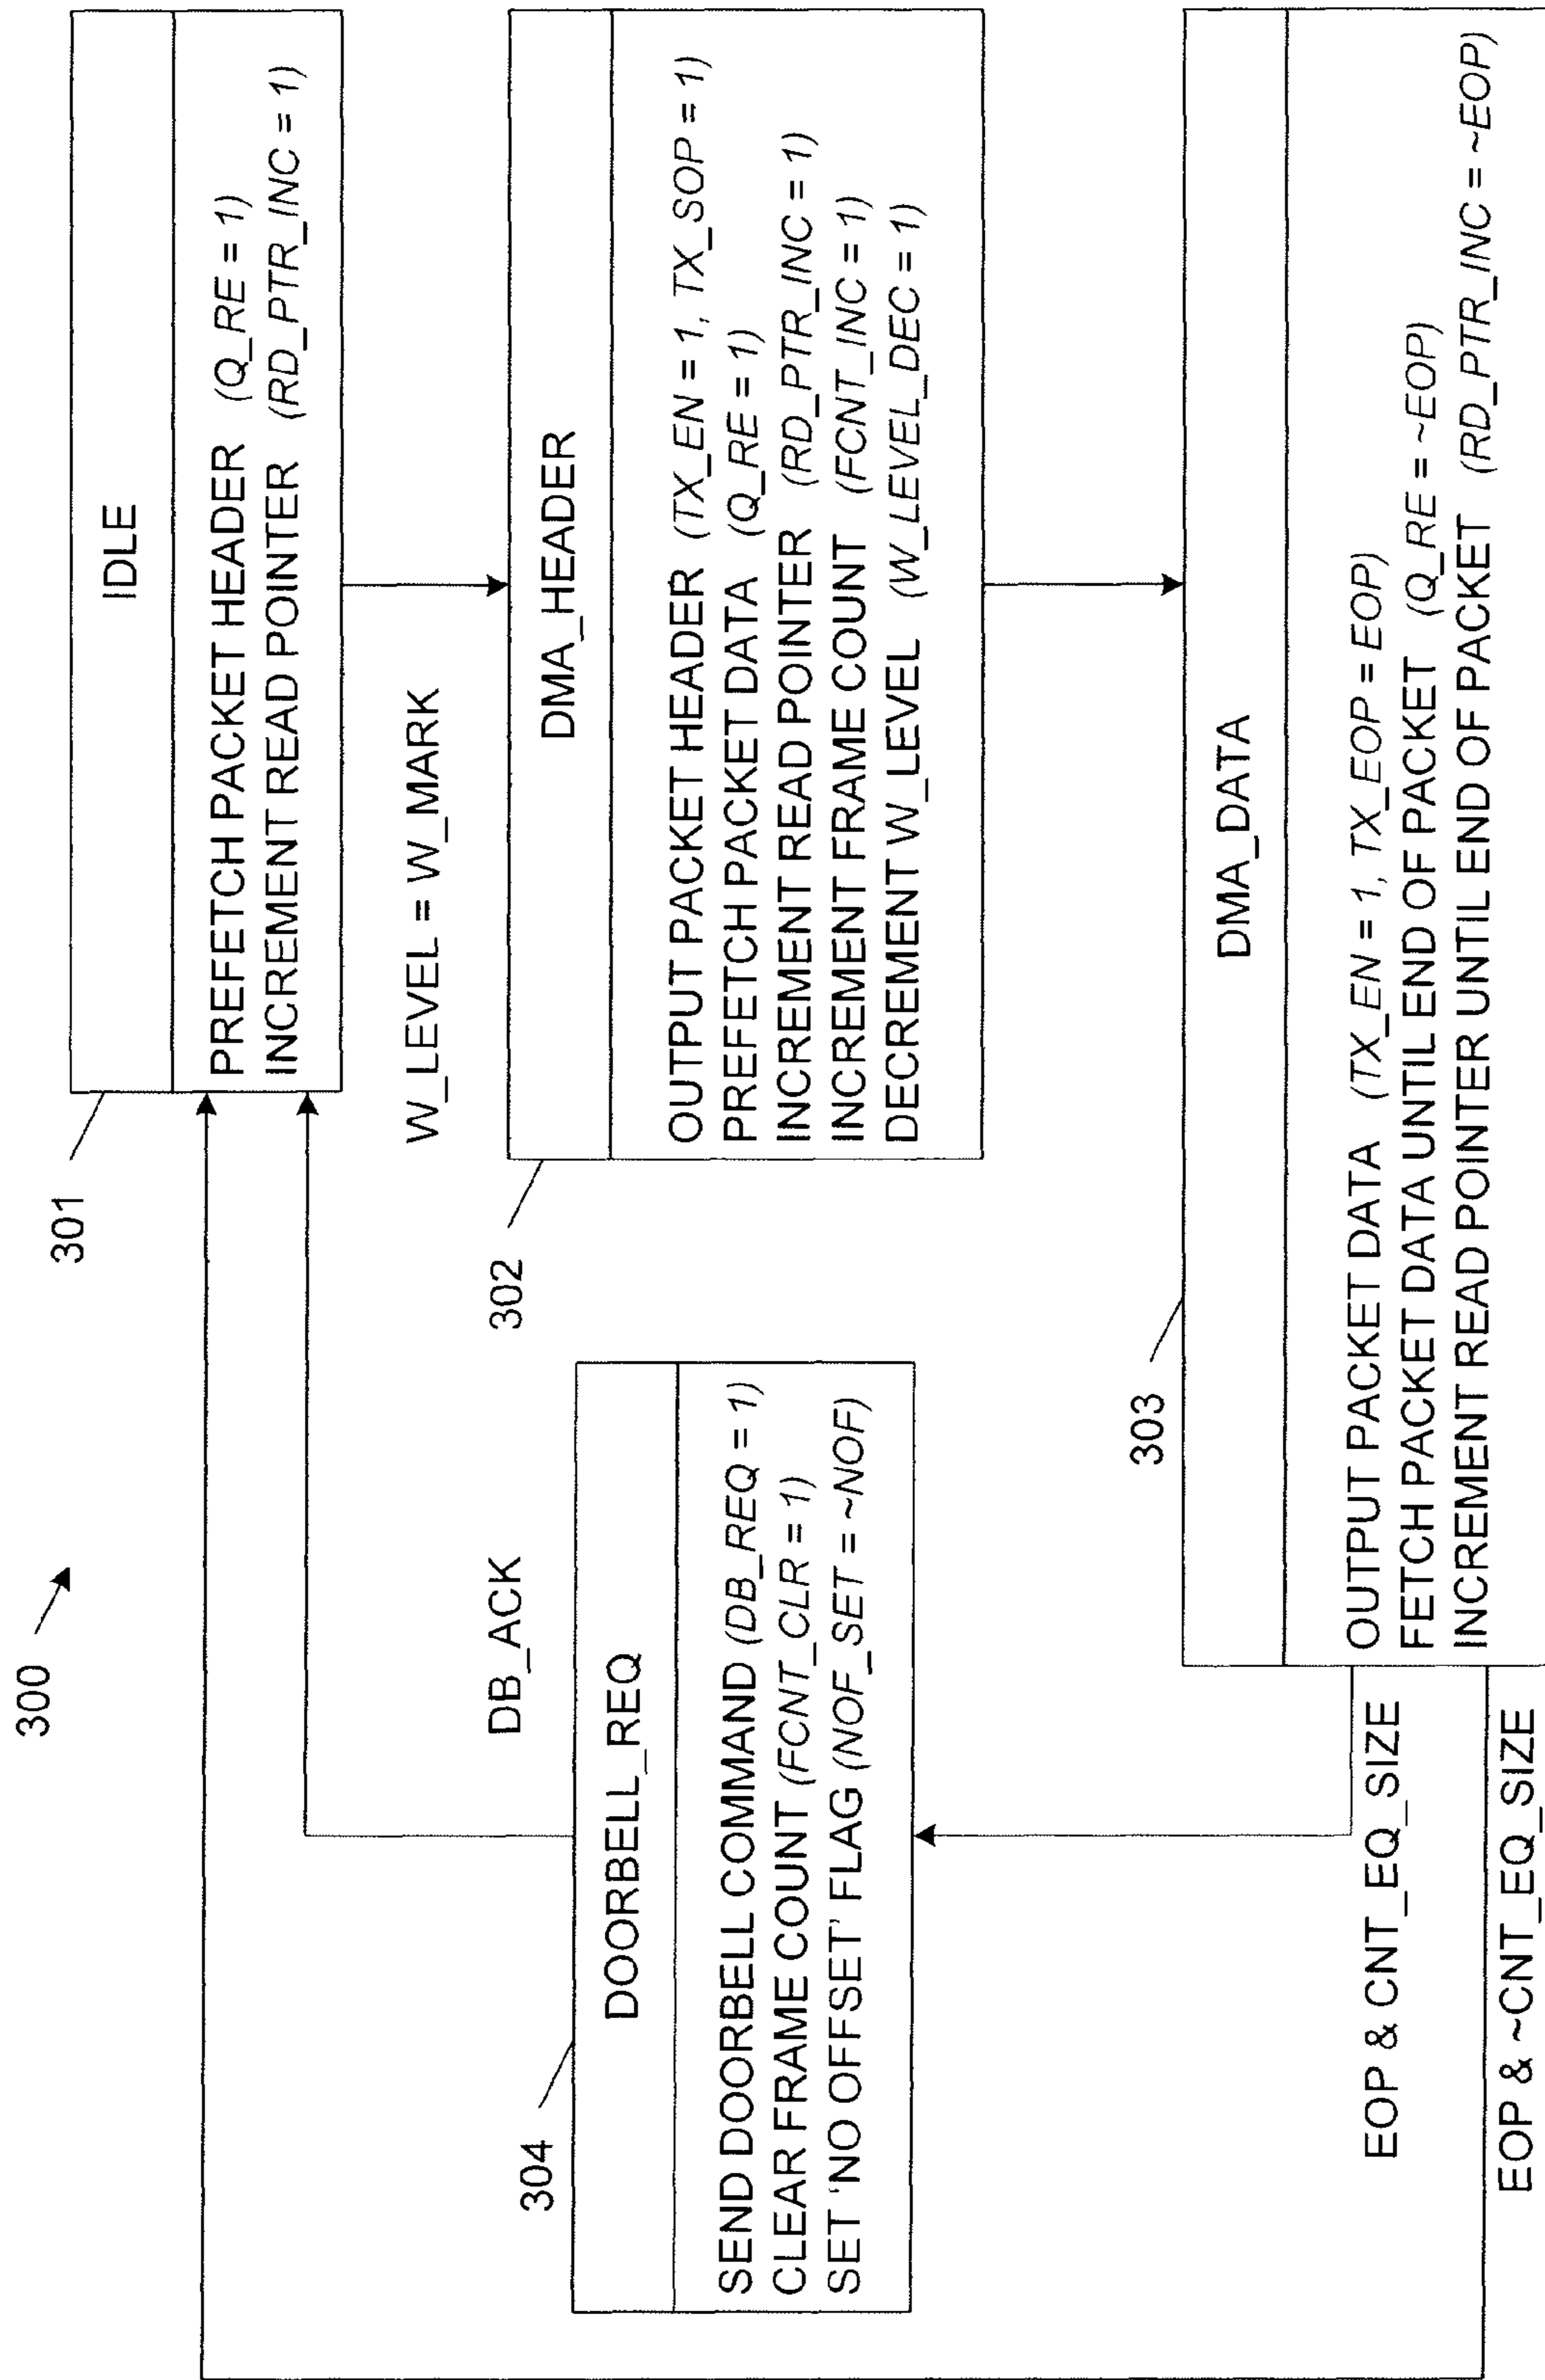 300
301
IDLE
PREFETCH PACKET HEADER (Q_RE = 1)
INCREMENT READ POINTER (RD_PTR_INC = 1)
W_LEVEL = W_MARK
302
DMA_HEADER
OUTPUT PACKET HEADER (TX_EN = 1, TX_SOP = 1)
PREFETCH PACKET DATA (Q_RE = 1)
INCREMENT READ POINTER (RD_PTR_INC = 1)
INCREMENT FRAME COUNT (FCNT_INC = 1)
DECREMENT W_LEVEL (W_LEVEL_DEC = 1)
DB_ACK
304
DOORBELL_REQ
SEND DOORBELL COMMAND (DB_REQ = 1)
CLEAR FRAME COUNT (FCNT_CLR = 1)
SET 'NO OFFSET' FLAG (NOF_SET = ~NOF)
303
DMA_DATA
OUTPUT PACKET DATA (TX_EN = 1, TX_EOP = EOP)
FETCH PACKET DATA UNTIL END OF PACKET (Q_RE = ~EOP)
INCREMENT READ POINTER UNTIL END OF PACKET (RD_PTR_INC = ~EOP)
EOP & CNT_EQ_SIZE
EOP & ~CNT_EQ_SIZE